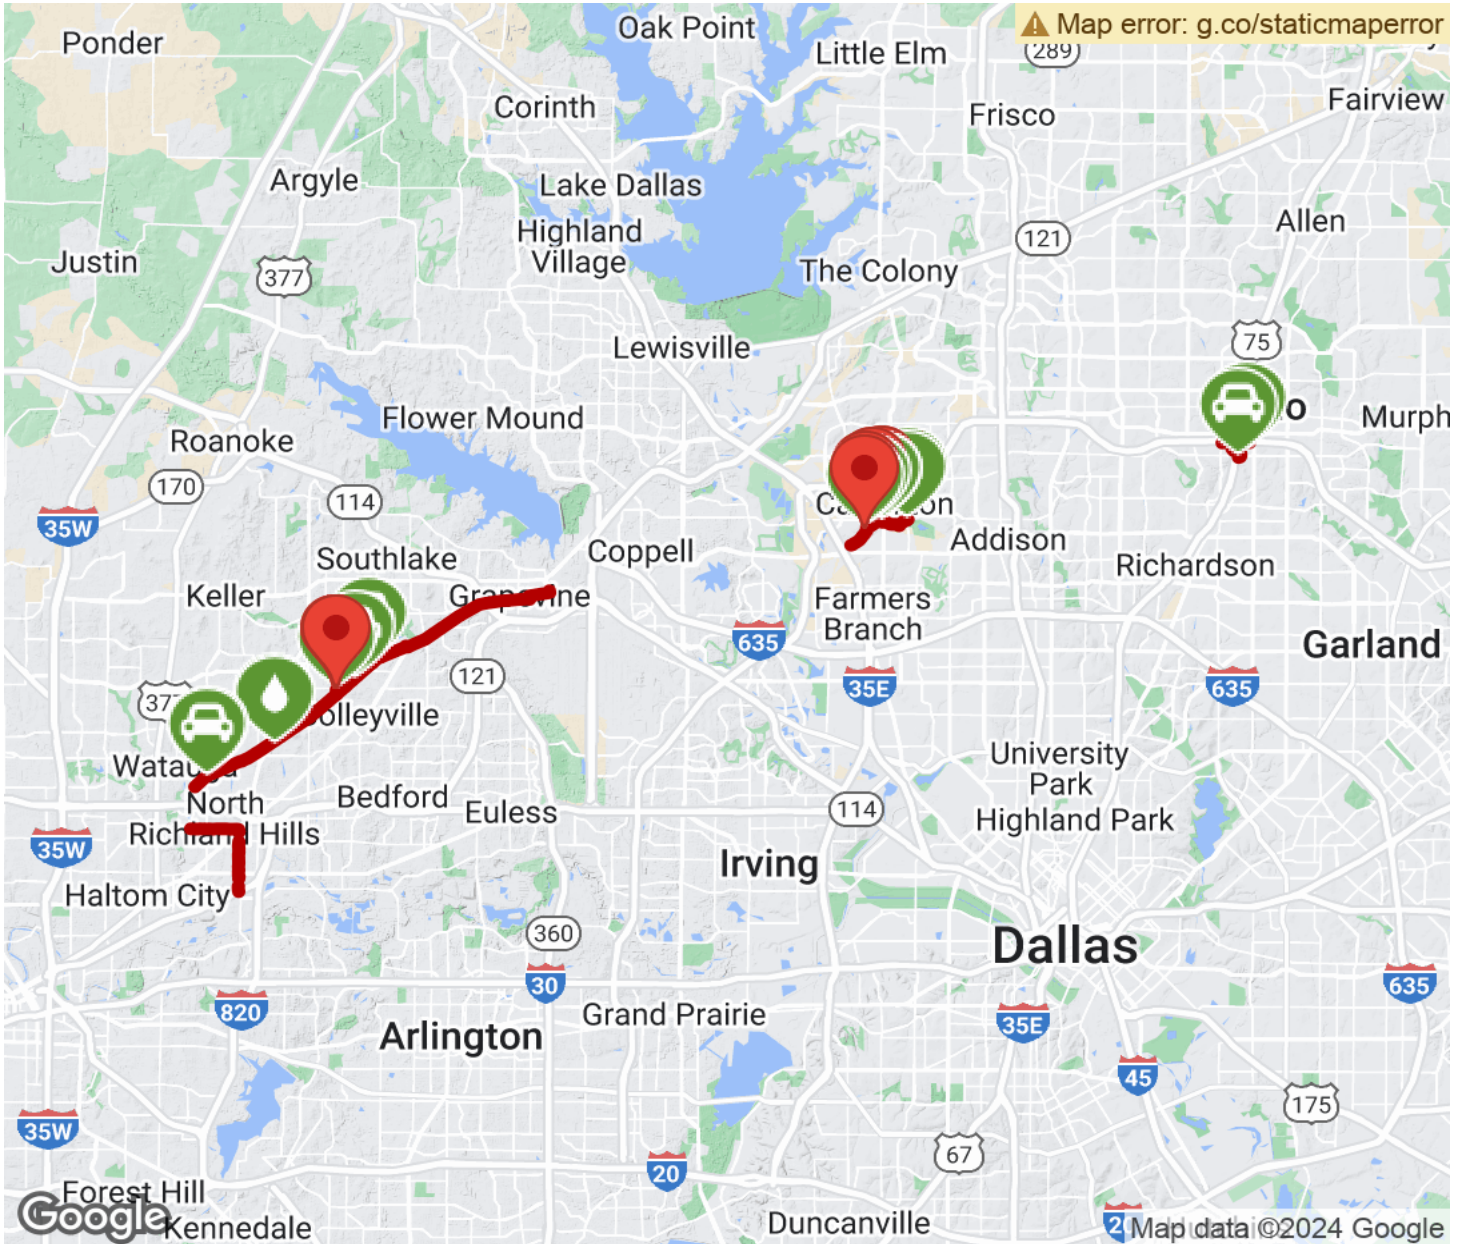 Map error: g.co/staticmaperror
Ponder
Oak Point
Little Elm
289
Fairview
Corinth
Frisco
Argyle
Lake Dallas
Highland
Village
Allen
121
Justin
377
The Colony
Lewisville
75
Flower Mound
Murph
Roanoke
170
114
35W
Southlake
Coppell
Addison
Richardson
Keller
Grapevine
Farmers
Branch
635
Garland
121
35E
635
olleyville
University
Park
Highland Park
North
Richland Hills
Bedford
Euless
114
35W
Irving
Haltom City
360
Dallas
30
635
820
Grand Prairie
35E
Arlington
45
175
35W
67
20
Forest Hill
Google
Kennedale
Duncanville
Map data ©2024 Google